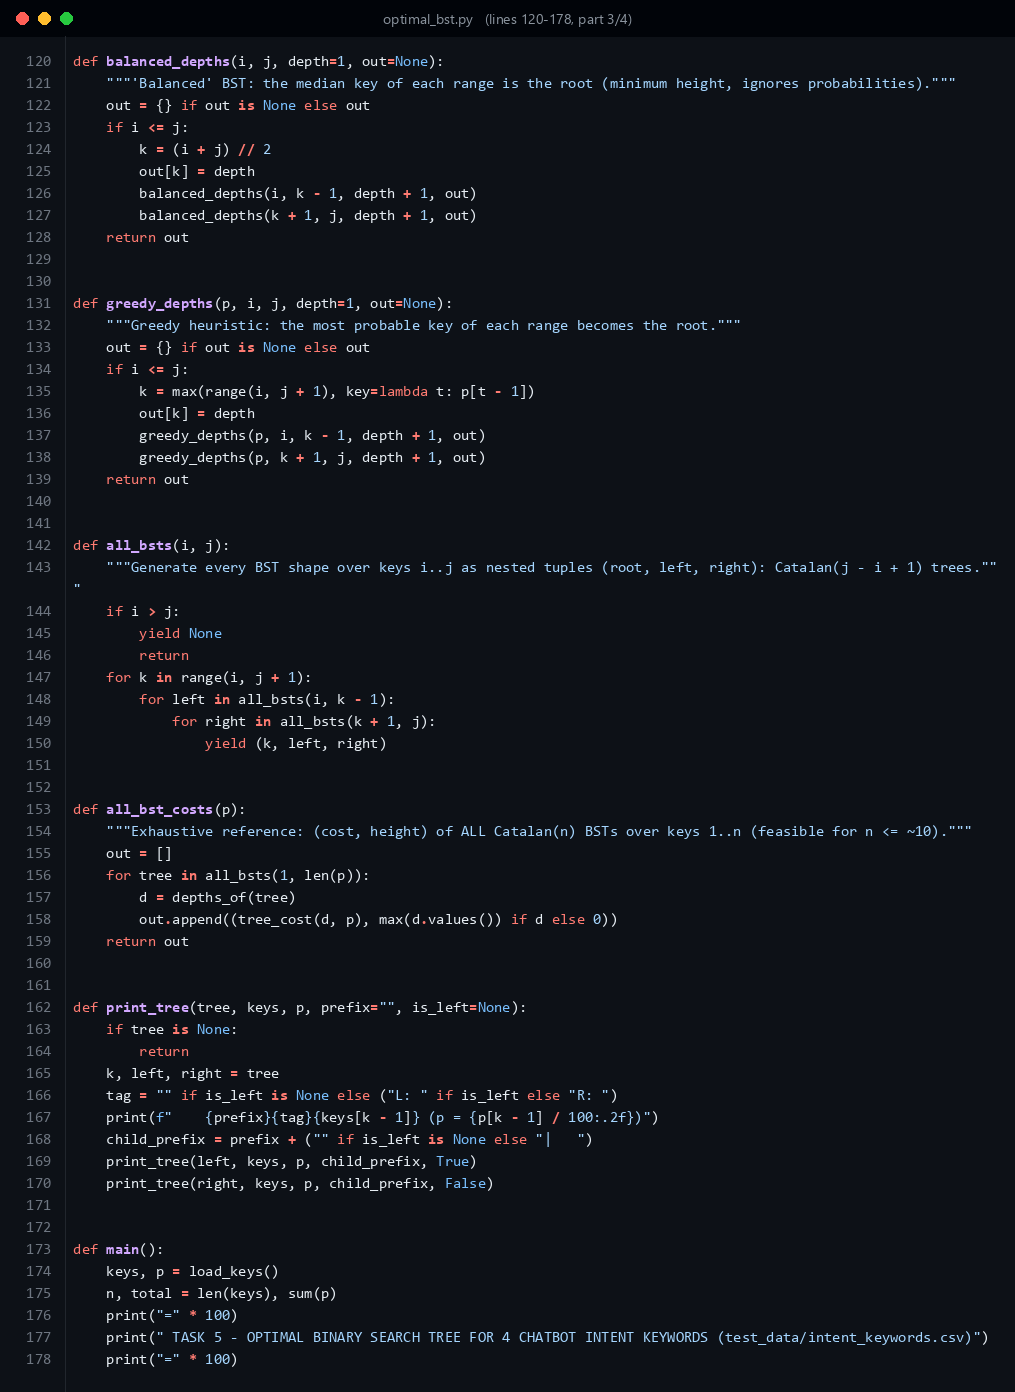 optimal_bst.py   (lines 120-178, part 3/4)
120 def balanced_depths(i, j, depth=1, out=None):
121     """'Balanced' BST: the median key of each range is the root (minimum height, ignores probabilities)."""
122     out = {} if out is None else out
123     if i <= j:
124         k = (i + j) // 2
125         out[k] = depth
126         balanced_depths(i, k - 1, depth + 1, out)
127         balanced_depths(k + 1, j, depth + 1, out)
128     return out
129
130
131 def greedy_depths(p, i, j, depth=1, out=None):
132     """Greedy heuristic: the most probable key of each range becomes the root."""
133     out = {} if out is None else out
134     if i <= j:
135         k = max(range(i, j + 1), key=lambda t: p[t - 1])
136         out[k] = depth
137         greedy_depths(p, i, k - 1, depth + 1, out)
138         greedy_depths(p, k + 1, j, depth + 1, out)
139     return out
140
141
142 def all_bsts(i, j):
143     """Generate every BST shape over keys i..j as nested tuples (root, left, right): Catalan(j - i + 1) trees.""
"
144     if i > j:
145         yield None
146         return
147     for k in range(i, j + 1):
148         for left in all_bsts(i, k - 1):
149             for right in all_bsts(k + 1, j):
150                 yield (k, left, right)
151
152
153 def all_bst_costs(p):
154     """Exhaustive reference: (cost, height) of ALL Catalan(n) BSTs over keys 1..n (feasible for n <= ~10)."""
155     out = []
156     for tree in all_bsts(1, len(p)):
157         d = depths_of(tree)
158         out.append((tree_cost(d, p), max(d.values()) if d else 0))
159     return out
160
161
162 def print_tree(tree, keys, p, prefix="", is_left=None):
163     if tree is None:
164         return
165     k, left, right = tree
166     tag = "" if is_left is None else ("L: " if is_left else "R: ")
167     print(f"    {prefix}{tag}{keys[k - 1]} (p = {p[k - 1] / 100:.2f})")
168     child_prefix = prefix + ("" if is_left is None else "|   ")
169     print_tree(left, keys, p, child_prefix, True)
170     print_tree(right, keys, p, child_prefix, False)
171
172
173 def main():
174     keys, p = load_keys()
175     n, total = len(keys), sum(p)
176     print("=" * 100)
177     print(" TASK 5 - OPTIMAL BINARY SEARCH TREE FOR 4 CHATBOT INTENT KEYWORDS (test_data/intent_keywords.csv)")
178     print("=" * 100)